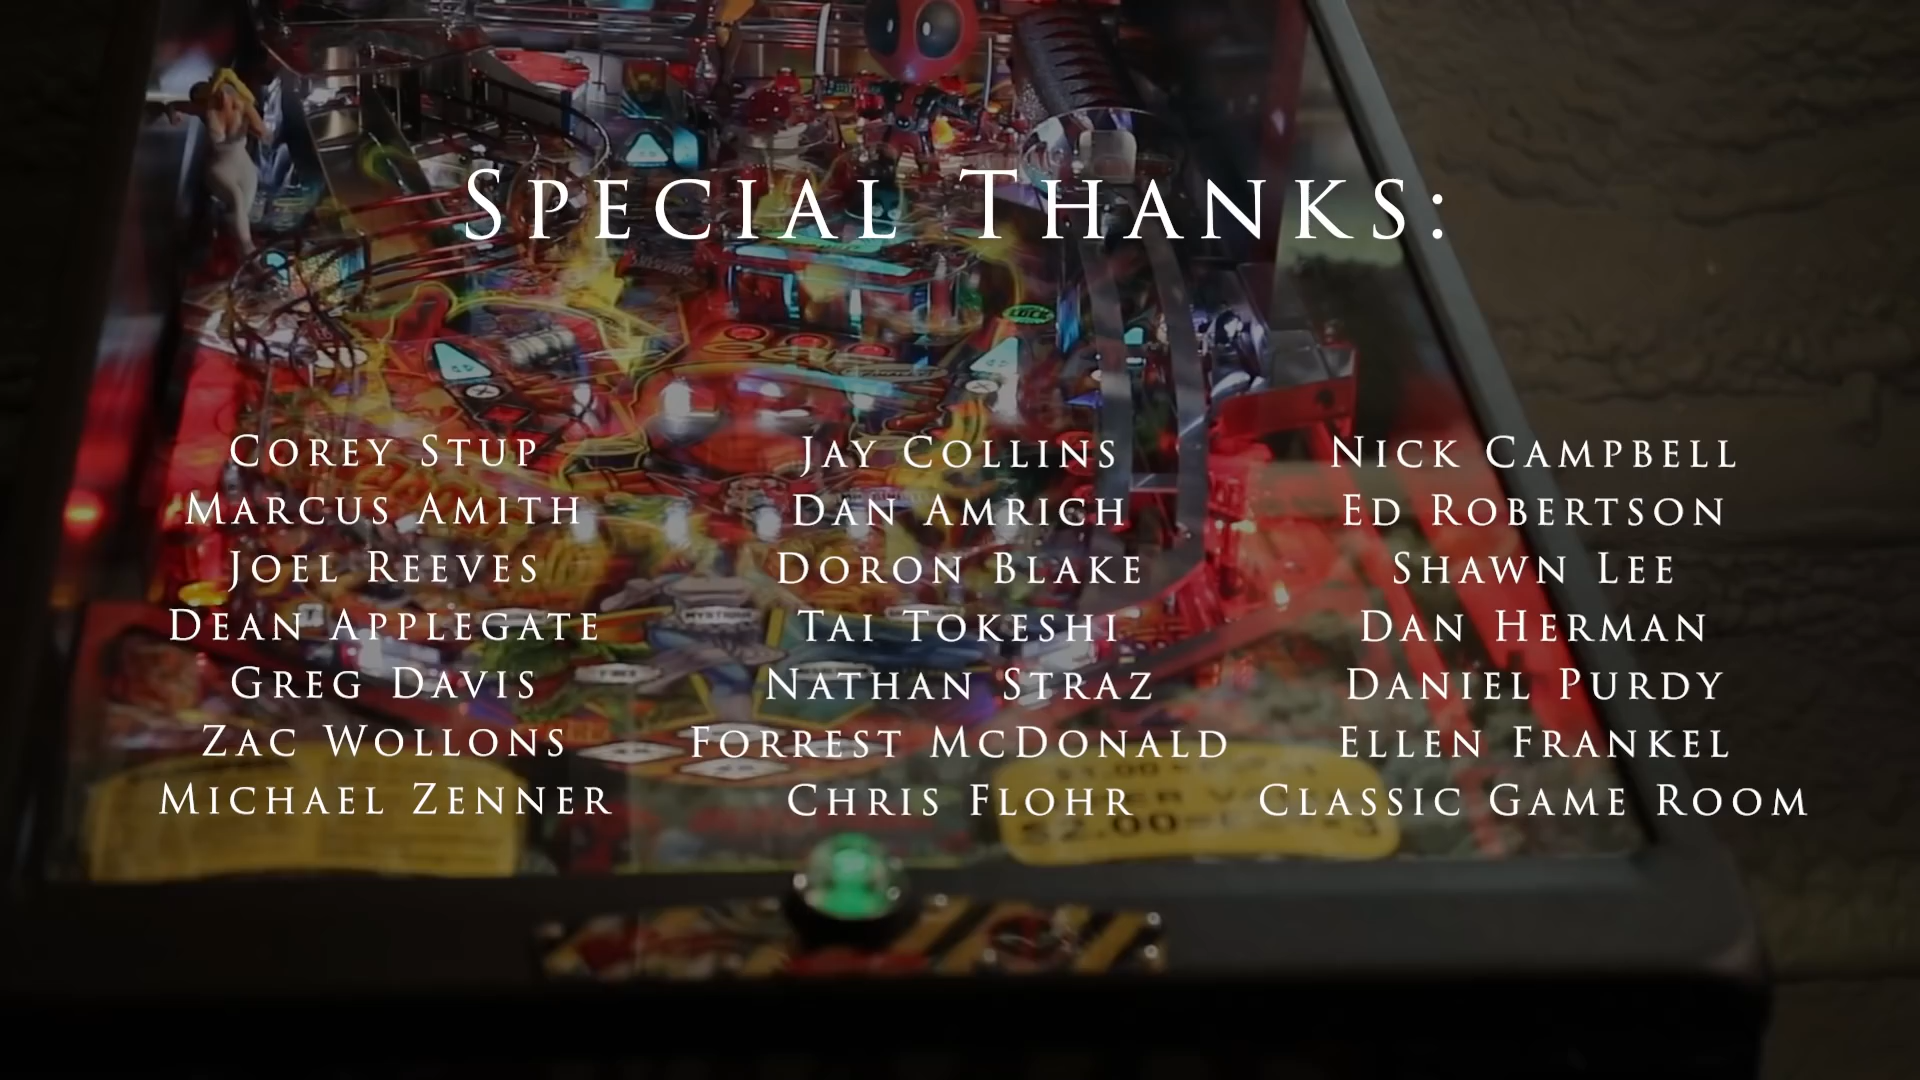 Special Thanks:
Corey Stup
Marcus Amith
Joel Reeves
Dean Applegate
Greg Davis
Zac Wollons
Michael Zenner
Jay Collins
Dan Amrich
Doron Blake
Tai Tokeshi
Nathan Straz
Forrest McDonald
Chris Flohr
Nick Campbell
Ed Robertson
Shawn Lee
Dan Herman
Daniel Purdy
Ellen Frankel
Classic Game Room
LOCK